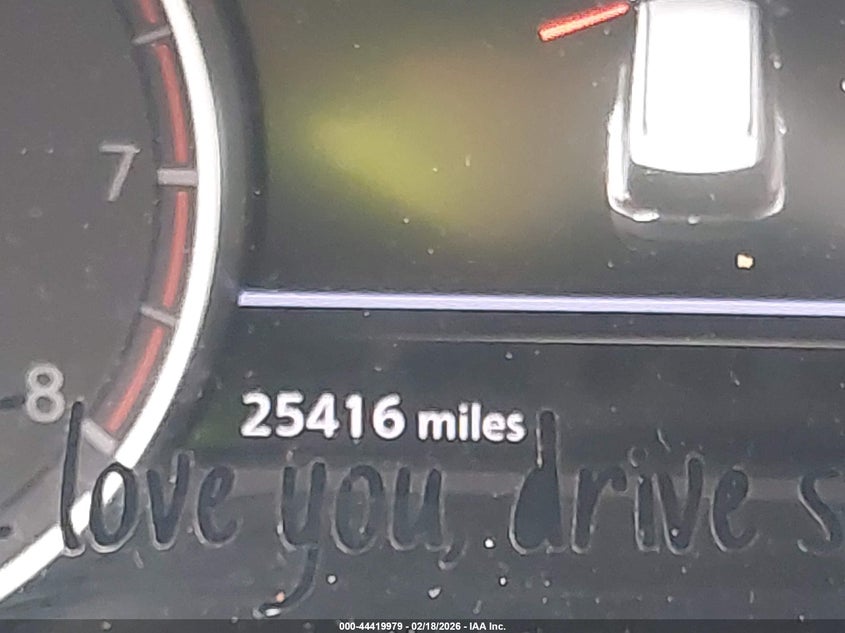 7
8
25416 miles
love you, drive s
000-44419979 - 02/18/2026 - IAA Inc.